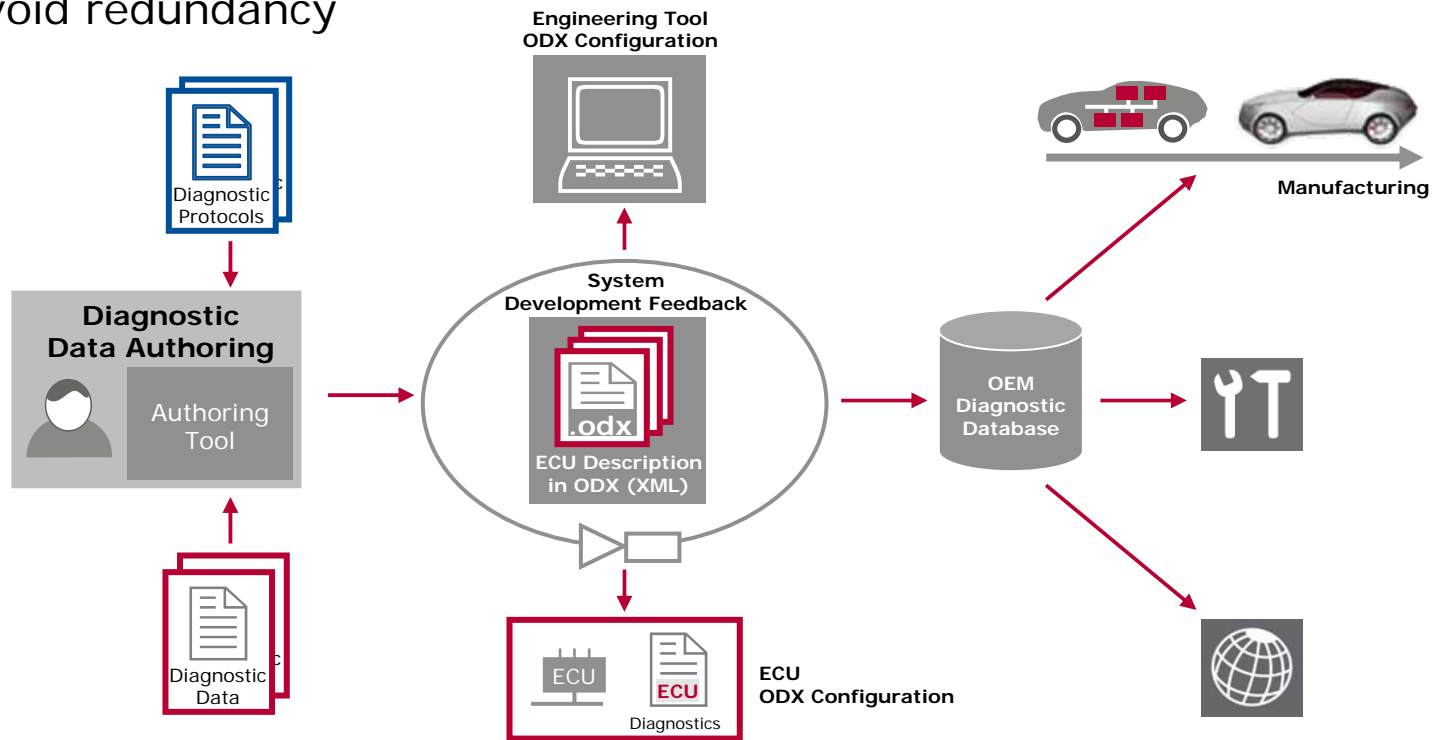 void redundancy
Engineering Tool
ODX Configuration
Diagnostic
Protocols
Manufacturing
System
Development Feedback
Diagnostic
Data Authoring
Authoring
Tool
.odx
ECU Description
in ODX (XML)
OEM
Diagnostic
Database
Diagnostic
Data
ECU
ECU
Diagnostics
ECU
ODX Configuration